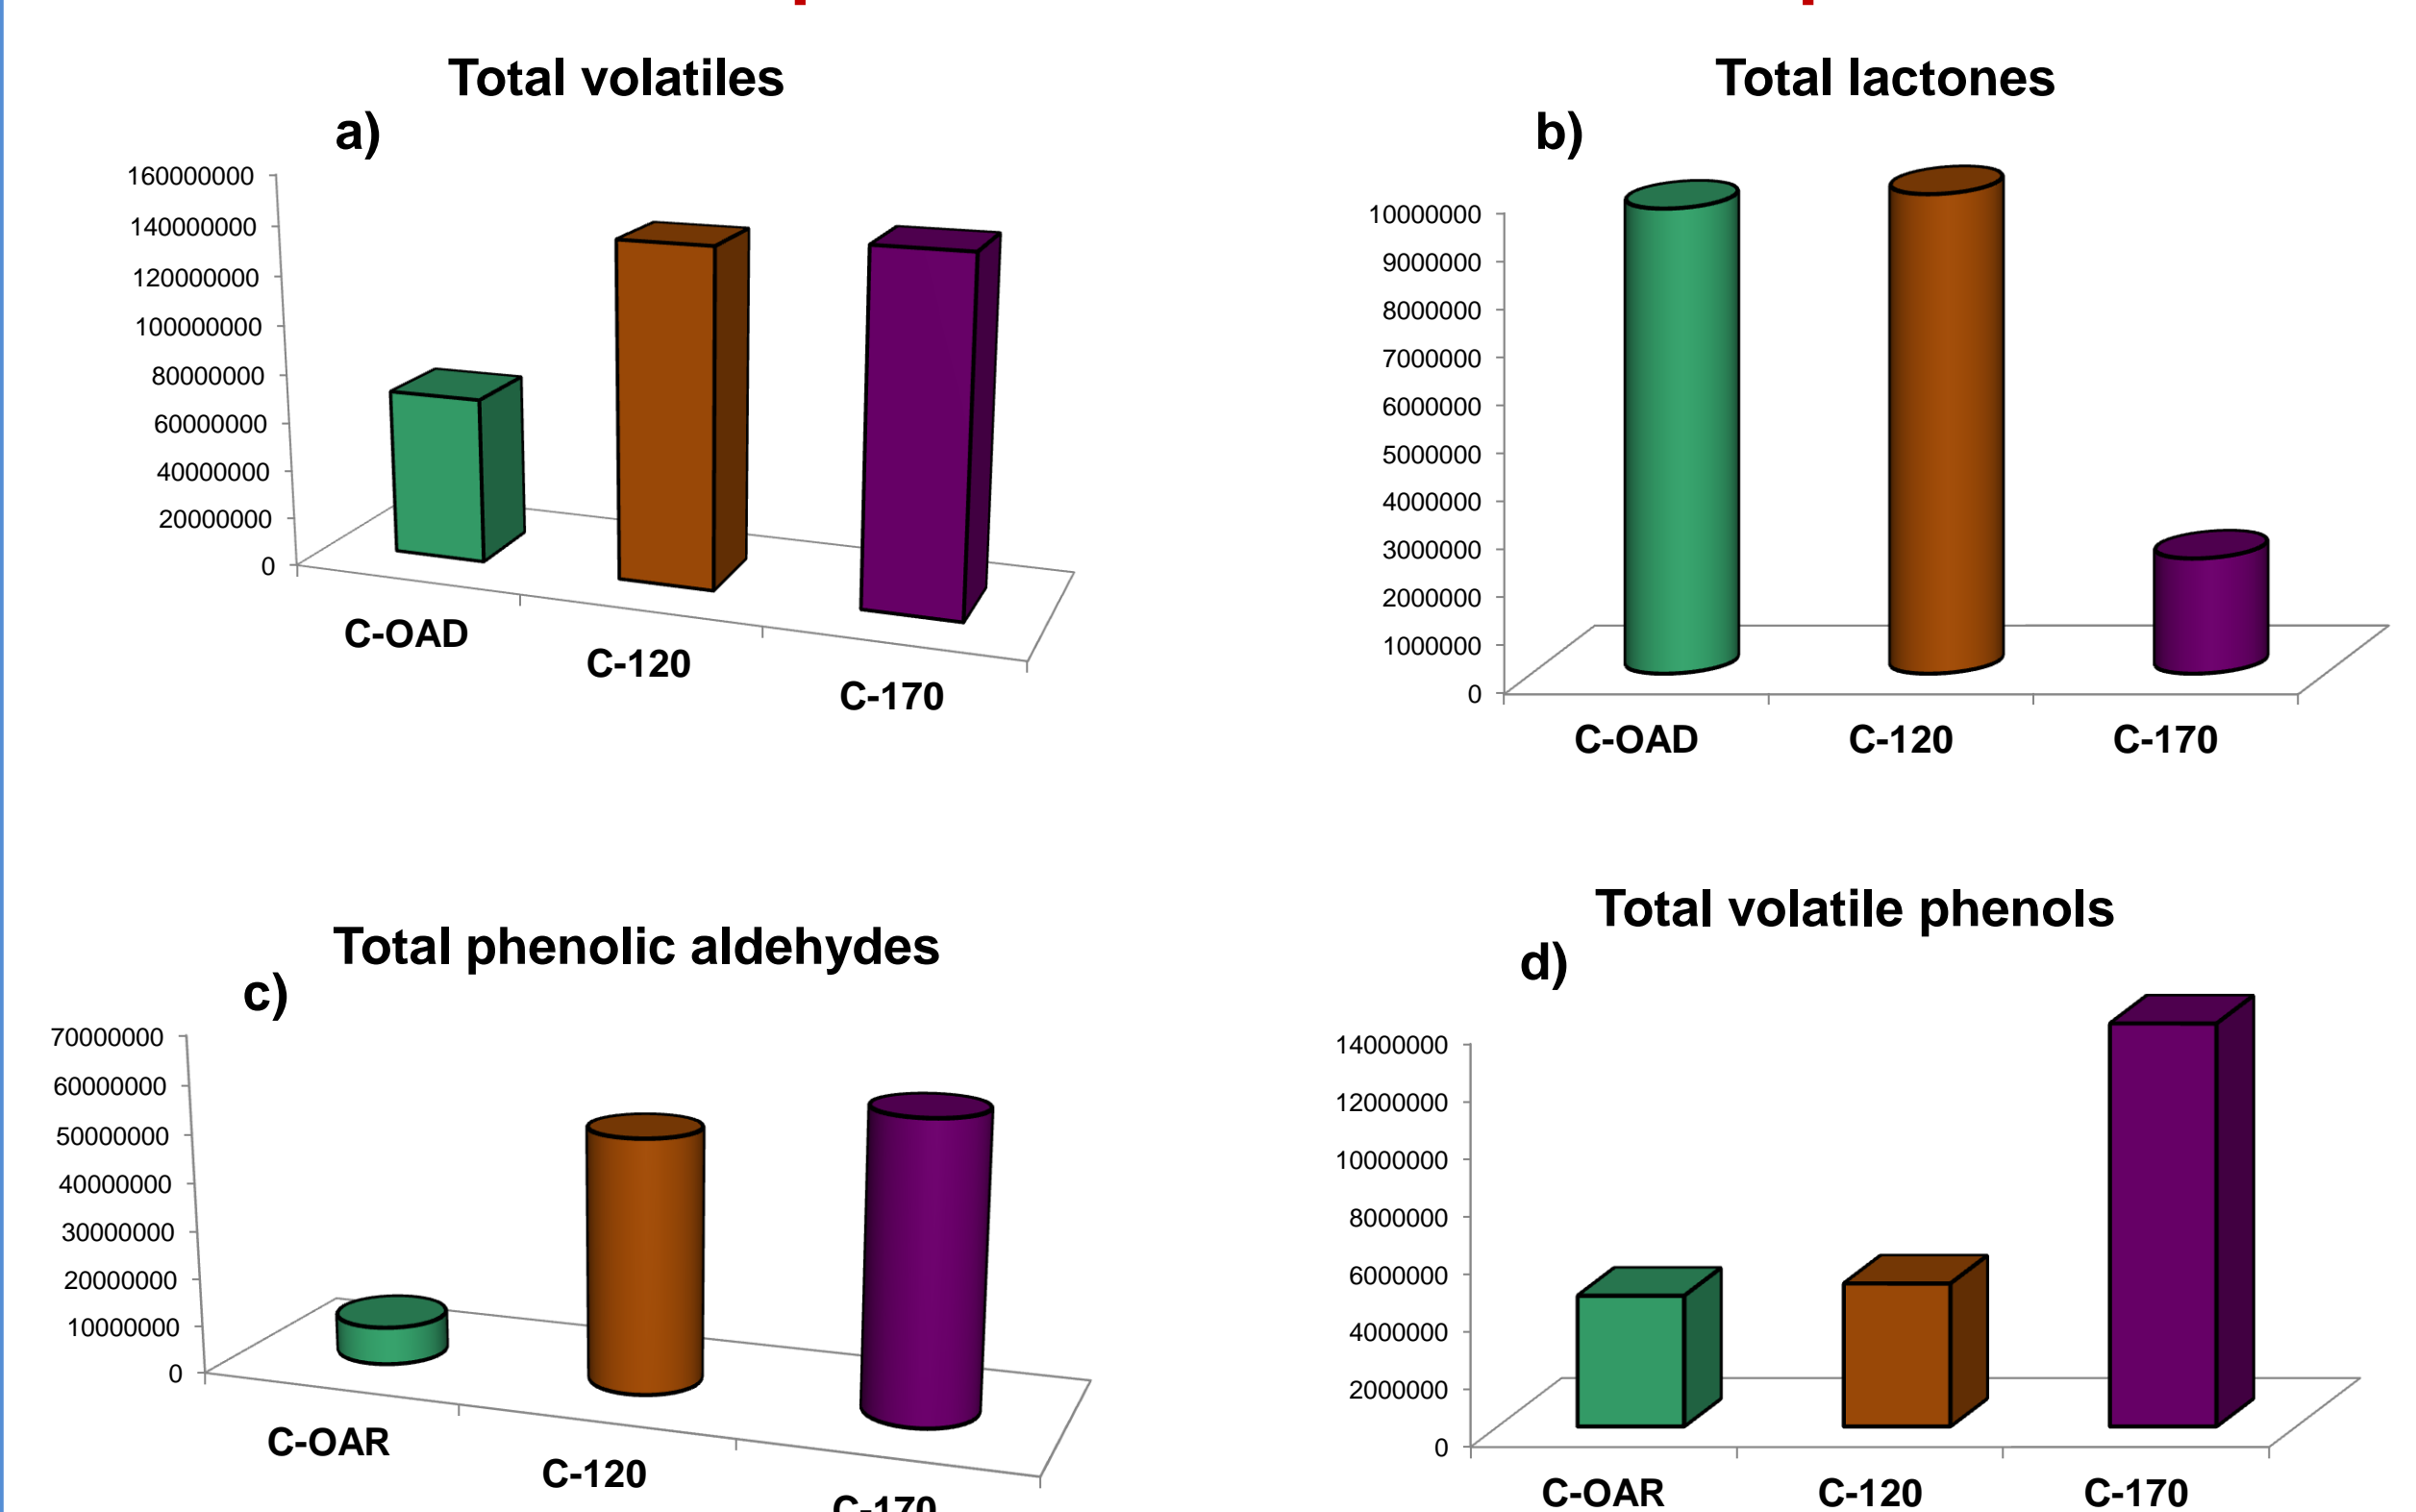 Total volatiles
a)
160000000
140000000
120000000
100000000
80000000
60000000
40000000
20000000
0
C-OAD
C-120
C-170
Total lactones
b)
10000000
9000000
8000000
7000000
6000000
5000000
4000000
3000000
2000000
1000000
0
C-OAD
C-120
C-170
Total phenolic aldehydes
c)
70000000
60000000
50000000
40000000
30000000
20000000
10000000
0
C-OAR
C-120
C-170
Total volatile phenols
d)
14000000
12000000
10000000
8000000
6000000
4000000
2000000
0
C-OAR
C-120
C-170